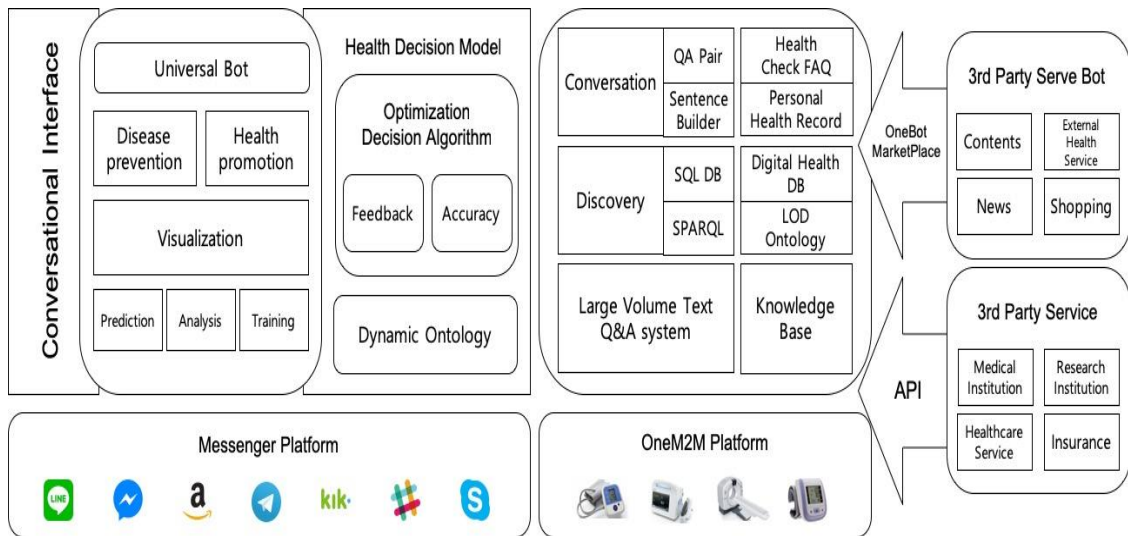 Conversational Interface
Universal Bot
Disease
prevention
Health
promotion
Visualization
Prediction
Analysis
Training
Health Decision Model
Optimization
Decision Algorithm
Feedback
Accuracy
Dynamic Ontology
Conversation
QA Pair
Health
Check FAQ
Sentence
Builder
Personal
Health Record
Discovery
SQL DB
Digital Health
DB
SPARQL
LOD
Ontology
Large Volume Text
Q&A system
Knowledge
Base
OneBot
MarketPlace
3rd Party Serve Bot
Contents
External
Health
Service
News
Shopping
API
3rd Party Service
Medical
Institution
Research
Institution
Healthcare
Service
Insurance
Messenger Platform
LINE
a
kik·
S
OneM2M Platform